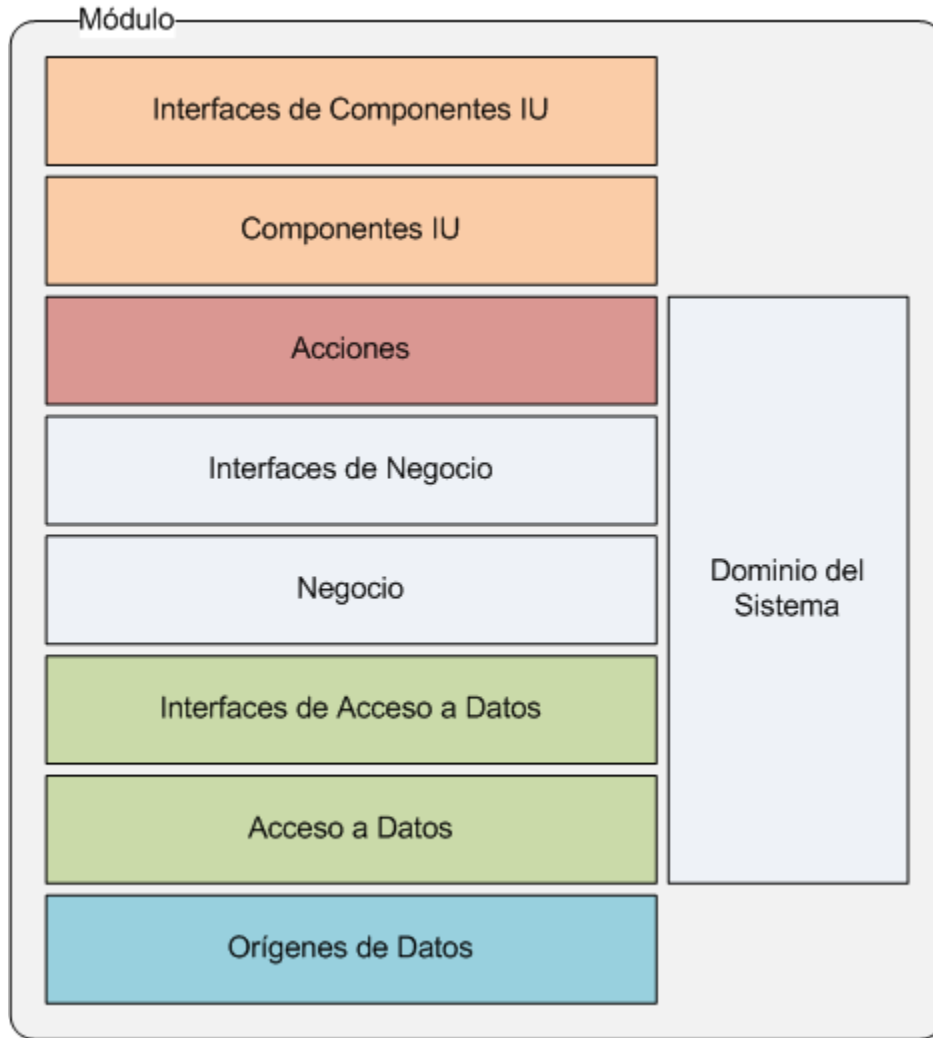 Módulo
Interfaces de Componentes IU
Componentes IU
Acciones
Interfaces de Negocio
Negocio
Interfaces de Acceso a Datos
Acceso a Datos
Orígenes de Datos
Dominio del
Sistema